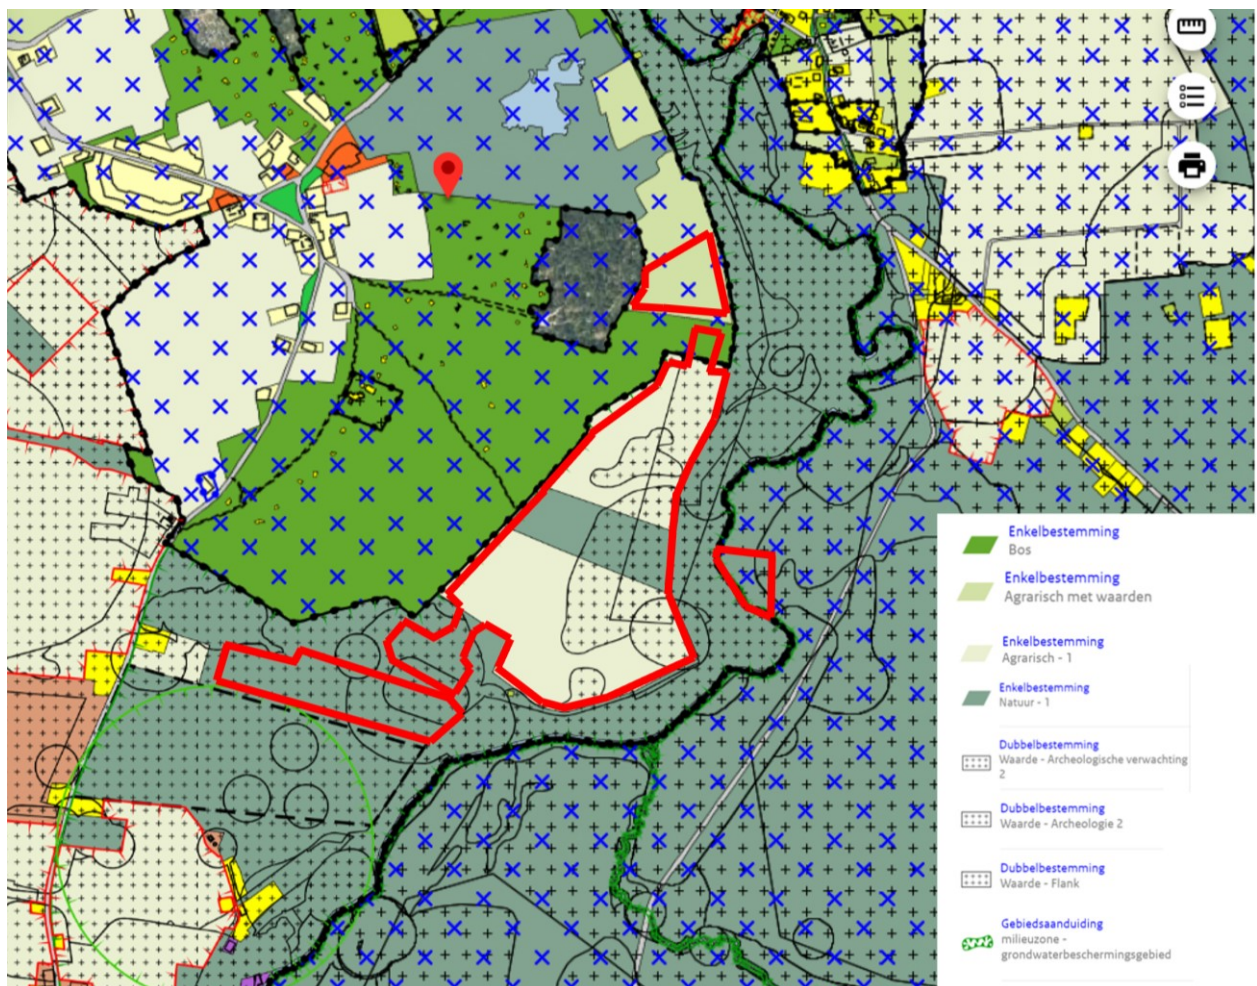 Enkelbestemming
Bos
Enkelbestemming
Agrarisch met waarden
Enkelbestemming
Agrarisch - 1
Enkelbestemming
Natuur - 1
Dubbelbestemming
Waarde - Archeologische verwachting
2
Dubbelbestemming
Waarde - Archeologie 2
Dubbelbestemming
Waarde - Flank
Gebiedsaanduiding
milieuzone -
grondwaterbeschermingsgebied